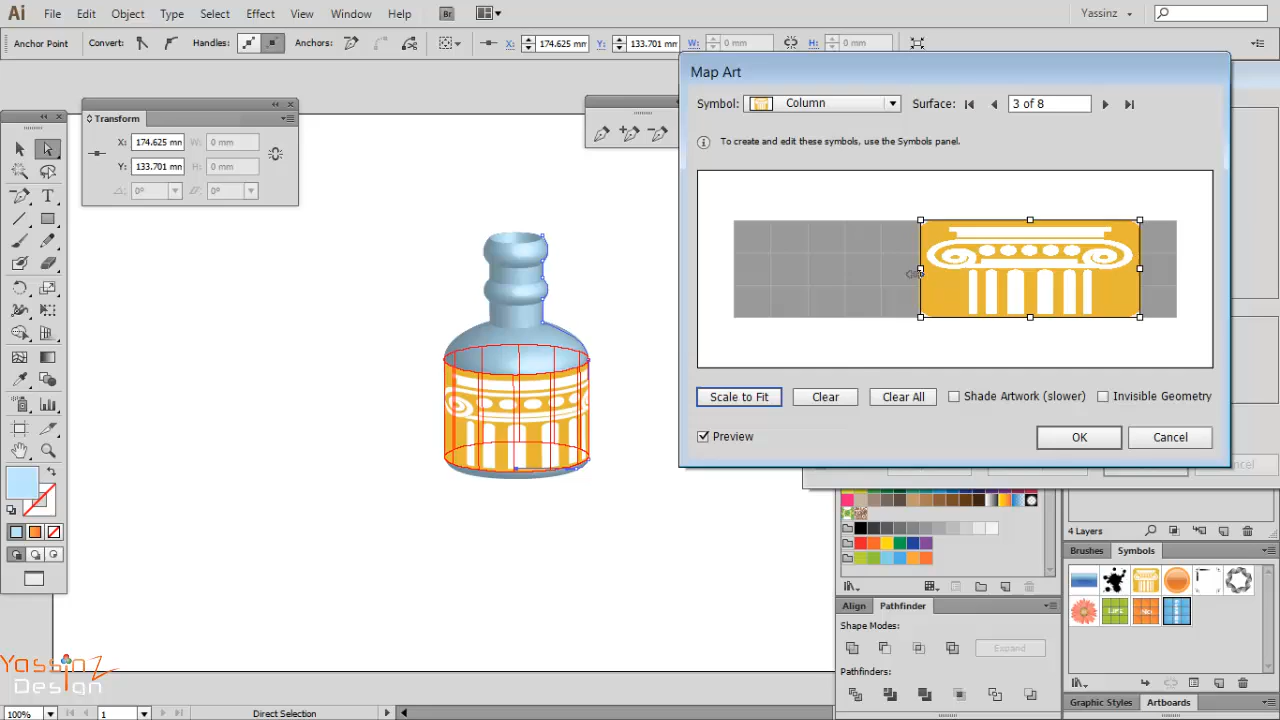 Ai File Edit Object Type Select Effect View Window Help Br Yassinz
Anchor Point Convert: Handles: Anchors: X: 174.625 mm Y: 133.701 mm W: 0 mm H: 0 mm
Map Art
Symbol: Column Surface: 3 of 8
To create and edit these symbols, use the Symbols panel.
Transform
X: 174.625 mn W: 0 mm
Y: 133.701 mn H: 0 mm
0° 0°
Scale to Fit Clear Clear All Shade Artwork (slower) Invisible Geometry
Preview OK Cancel
4 Layers
Brushes Symbols
Align Pathfinder
Shape Modes:
Expand
Pathfinders:
Graphic Styles Artboards
YassinZ
Design
100% 1 Direct Selection